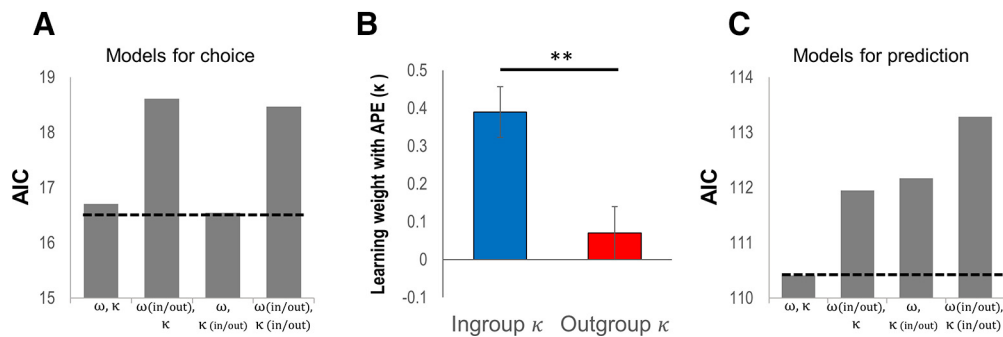 A
Models for choice
AIC
19
18
17
16
15
ω, κ
ω(in/out),
κ
ω,
κ (in/out)
ω(in/out),
κ (in/out)
B
Learning weight with APE (κ )
0.5
0.4
0.3
0.2
0.1
0
-0.1
**
Ingroup κ
Outgroup κ
C
Models for prediction
AIC
114
113
112
111
110
ω, κ
ω(in/out),
κ
ω,
κ (in/out)
ω(in/out),
κ (in/out)